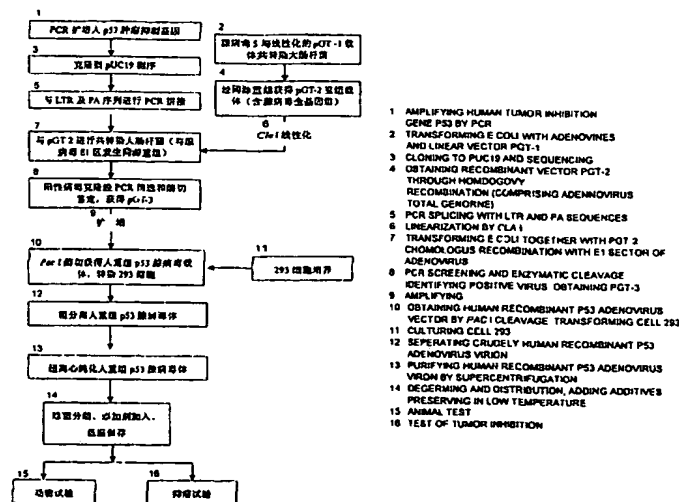 1
PCR 扩增人 p53 肿瘤抑制基因
2
腺病毒 5 与线性化的 pGT-1 载
体共转染大肠杆菌
3
克隆到 pUC19 测序
4
经同源重组获得 pGT-2 重组载
体（含腺病毒全基因组）
5
与 LTR 及 PA 序列进行 PCR 拼接
6
Cla I 线性化
7
与 pGT 2 进行共转染大肠杆菌（与腺
病毒 E1 区发生同源重组）
8
阳性病毒克隆经 PCR 筛选和酶切
鉴定，获得 pGT-3
9
扩 增
10
Pac I 酶切获得人重组 p53 腺病毒载
体，转染 293 细胞
11
293 细胞培养
12
粗分离人重组 p53 腺病毒体
13
超离心纯化人重组 p53 腺病毒体
14
除菌分装、添加剂加入、
低温保存
15
动物试验
16
抑瘤试验
1 AMPLIFYING HUMAN TUMOR INHIBITION
GENE P53 BY PCR
2 TRANSFORMING E COLI WITH ADENOVINES
AND LINEAR VECTOR PGT-1
3 CLONING TO PUC19 AND SEQUENCING
4 OBTAINING RECOMBINANT VECTOR PGT-2
THROUGH HOMDOGOVY
RECOMBINATION (COMPRISING ADENNOVIRUS
TOTAL GENORNE)
5 PCR SPLICING WITH LTR AND PA SEQUENCES
6 LINEARIZATION BY CLA I
7 TRANSFORMING E COLI TOGETHER WITH PGT 2
CHOMOLOGUS RECOMBINATION WITH E1 SECTOR OF
ADENOVIRUS
8 PCR SCREENING AND ENZYMATIC CLEAVAGE
IDENTIFYING POSITIVE VIRUS OBTAINING PGT-3
9 AMPLIFYING
10 OBTAINING HUMAN RECOMBINANT P53 ADENOVIRUS
VECTOR BY PAC I CLEAVAGE TRANSFORMING CELL 293
11 CULTURING CELL 293
12 SEPERATING CRUDELY HUMAN RECOMBINANT P53
ADENOVIRUS VIRION
13 PURIFYING HUMAN RECOMBINANT P53 ADENOVIRUS
VIRON BY SUPERCENTRIFUGATION
14 DEGERMING AND DISTRIBUTION, ADDING ADDITIVES
PRESERVING IN LOW TEMPERATURE
15 ANIMAL TEST
16 TEST OF TUMOR INHIBITION